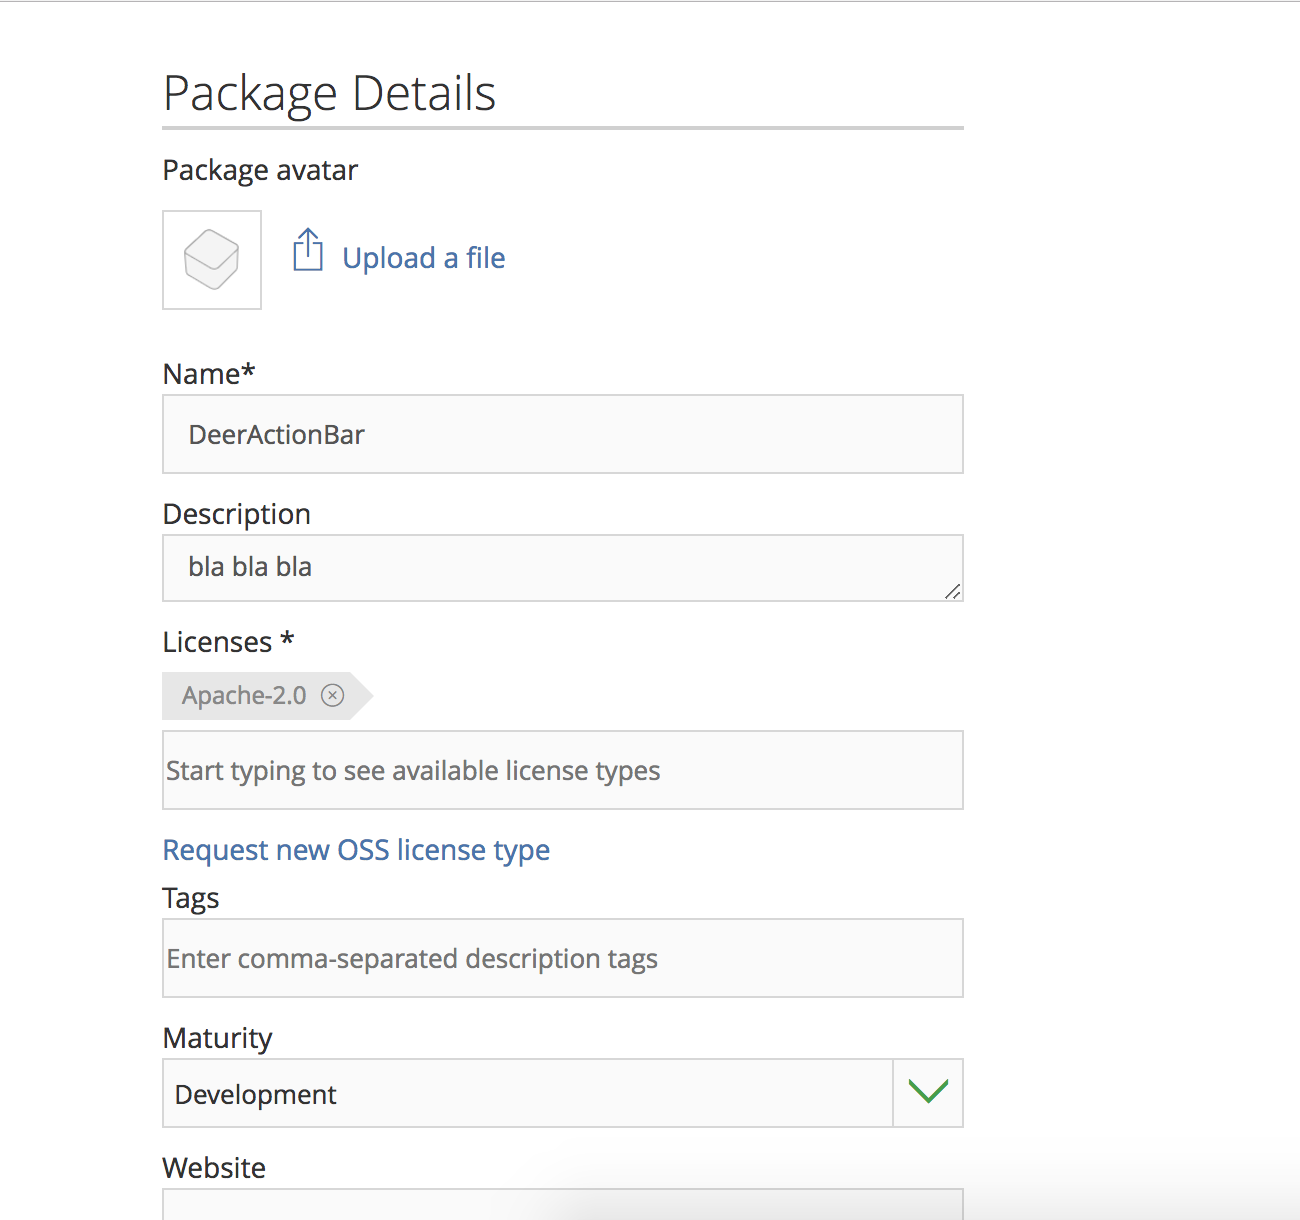 Package Details
Package avatar
Upload a file
Name*
DeerActionBar
Description
bla bla bla
Licenses *
Apache-2.0
Start typing to see available license types
Request new OSS license type
Tags
Enter comma-separated description tags
Maturity
Development
Website